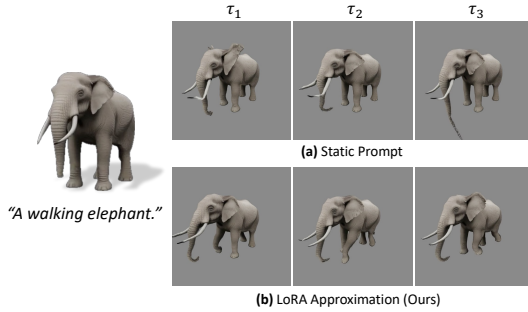 τ₁ τ₂ τ₃
(a) Static Prompt
“A walking elephant.”
(b) LoRA Approximation (Ours)